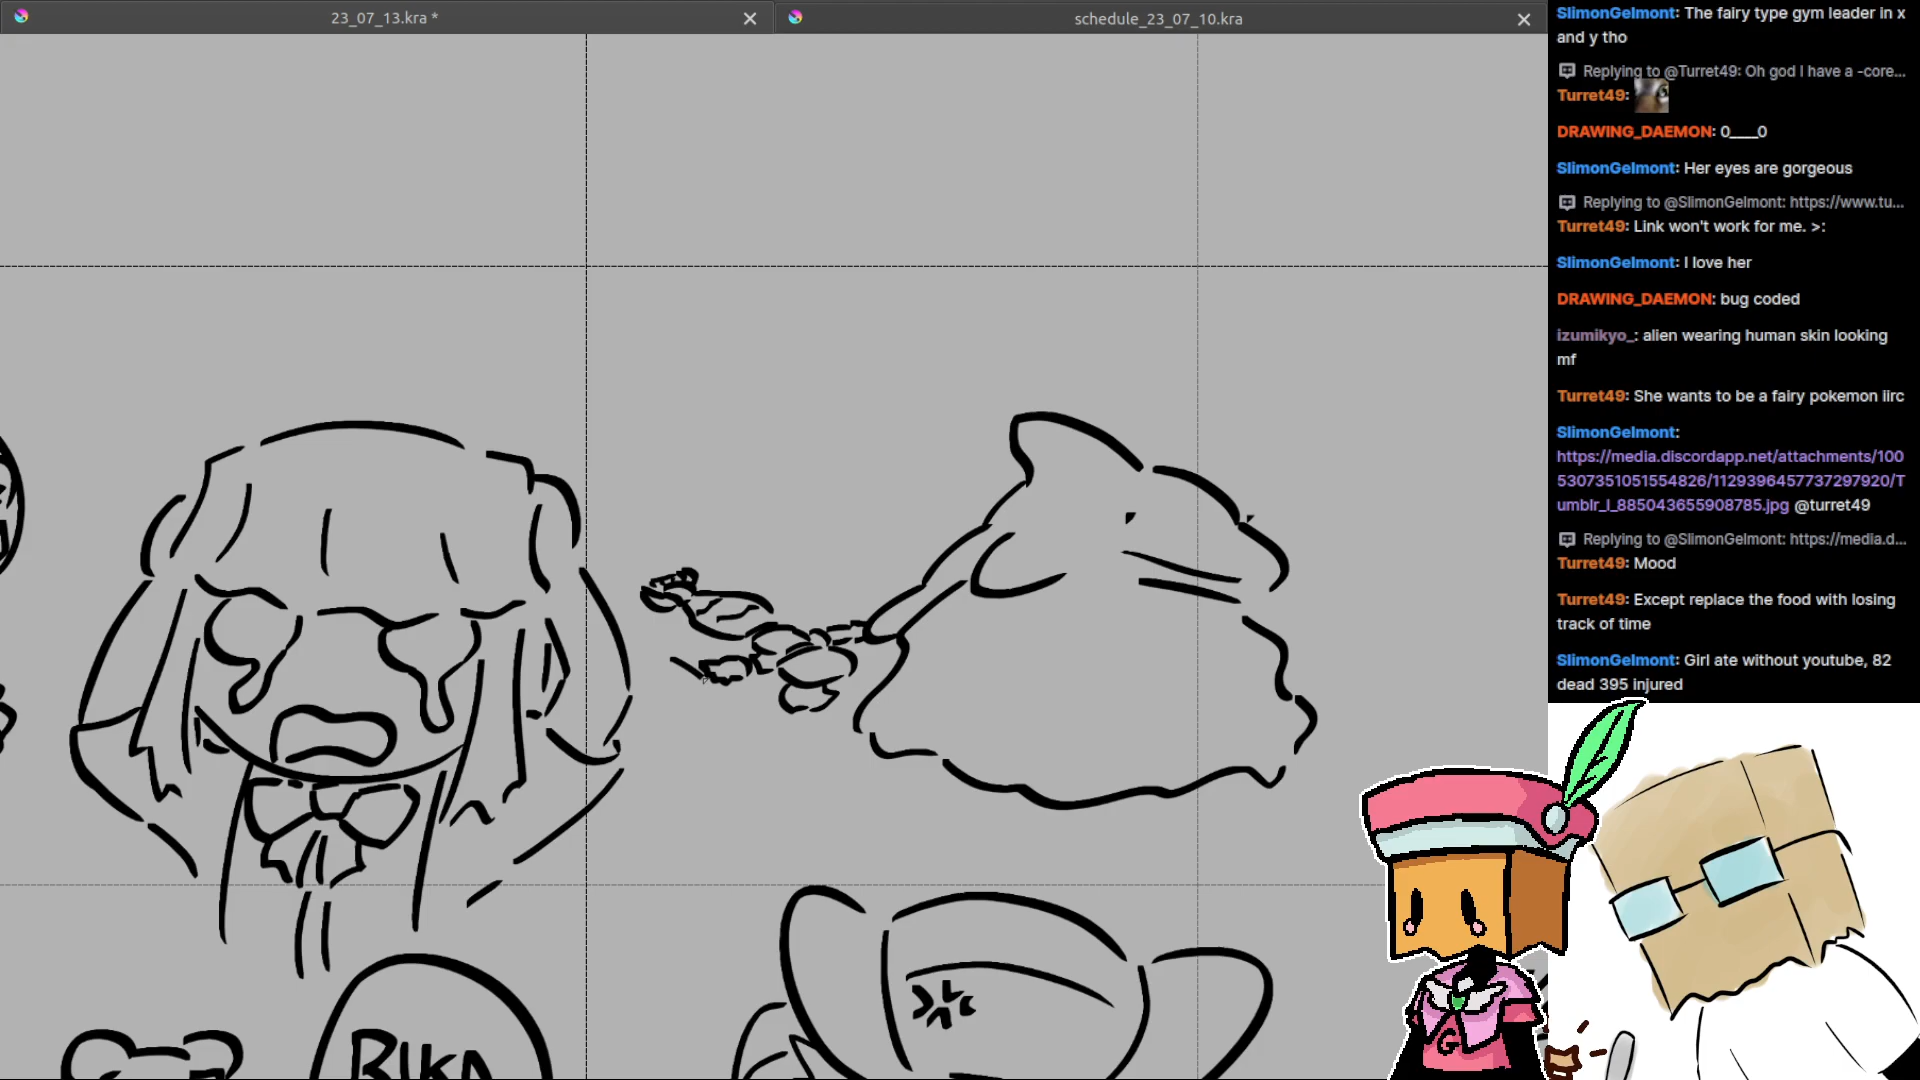 23_07_13.kra *
schedule_23_07_10.kra
SlimonGelmont: The fairy type gym leader in x
and y tho
Replying to @Turret49: Oh god I have a -core...
Turret49:
DRAWING_DAEMON: 0____0
SlimonGelmont: Her eyes are gorgeous
Replying to @SlimonGelmont: https://www.tu...
Turret49: Link won't work for me. >:
SlimonGelmont: I love her
DRAWING_DAEMON: bug coded
izumikyo_: alien wearing human skin looking
mf
Turret49: She wants to be a fairy pokemon iirc
SlimonGelmont:
https://media.discordapp.net/attachments/100
5307351051554826/1129396457737297920/T
umblr_l_885043655908785.jpg @turret49
Replying to @SlimonGelmont: https://media.d...
Turret49: Mood
Turret49: Except replace the food with losing
track of time
SlimonGelmont: Girl ate without youtube, 82
dead 395 injured
G
RIKA